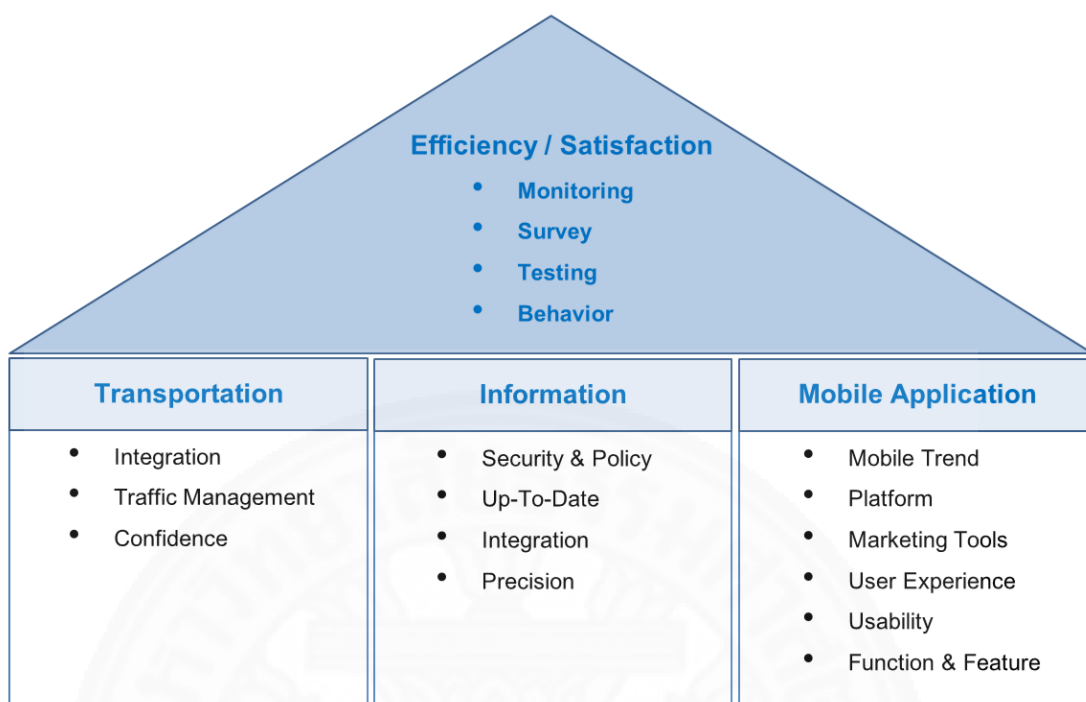 Efficiency / Satisfaction
• Monitoring
• Survey
• Testing
• Behavior
Transportation
• Integration
• Traffic Management
• Confidence
Information
• Security & Policy
• Up-To-Date
• Integration
• Precision
Mobile Application
• Mobile Trend
• Platform
• Marketing Tools
• User Experience
• Usability
• Function & Feature